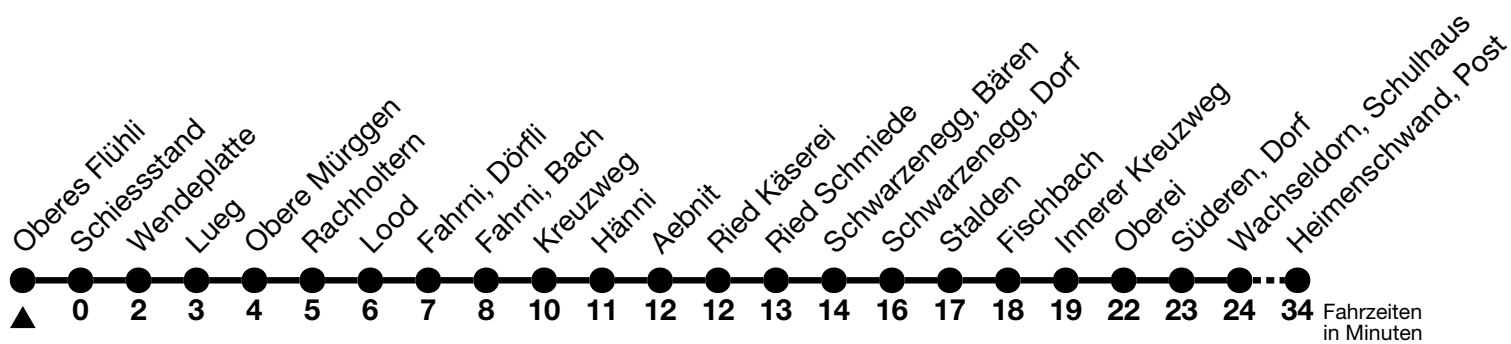 Oberes Flühli
Schiessstand
Wendeplatte
Lueg
Obere Mürggen
Rachholtern
Lood
Fahrni, Dörfli
Fahrni, Bach
Kreuzweg
Hänni
Aebnit
Ried Käserei
Ried Schmiede
Schwarzenegg, Bären
Schwarzenegg, Dorf
Stalden
Fischbach
Innerer Kreuzweg
Oberei
Süderen, Dorf
Wachseldorn, Schulhaus
Heimenschwand, Post
0 2 3 4 5 6 7 8 10 11 12 12 13 14 16 17 18 19 22 23 24 34
Fahrzeiten
in Minuten